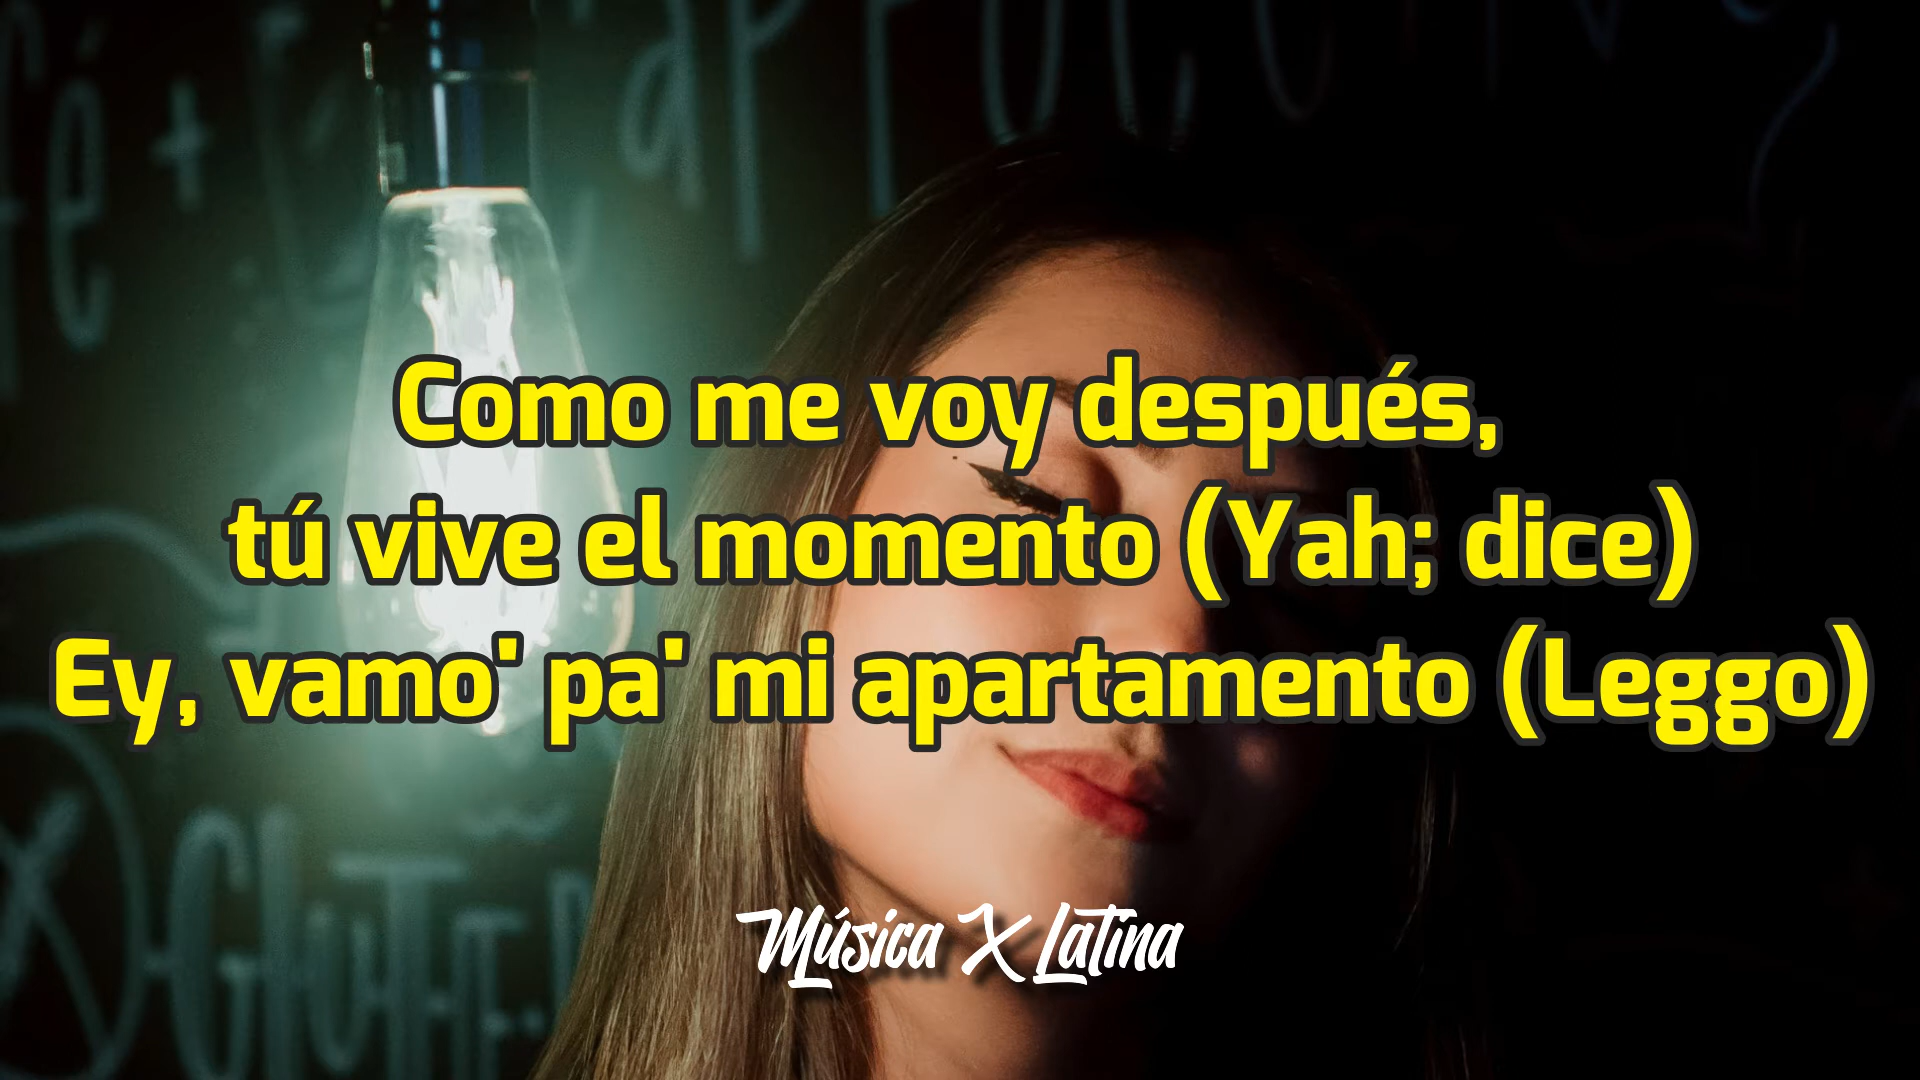 Como me voy después,
tú vive el momento (Yah; dice)
Ey, vamo' pa' mi apartamento (Leggo)
Música X Latina